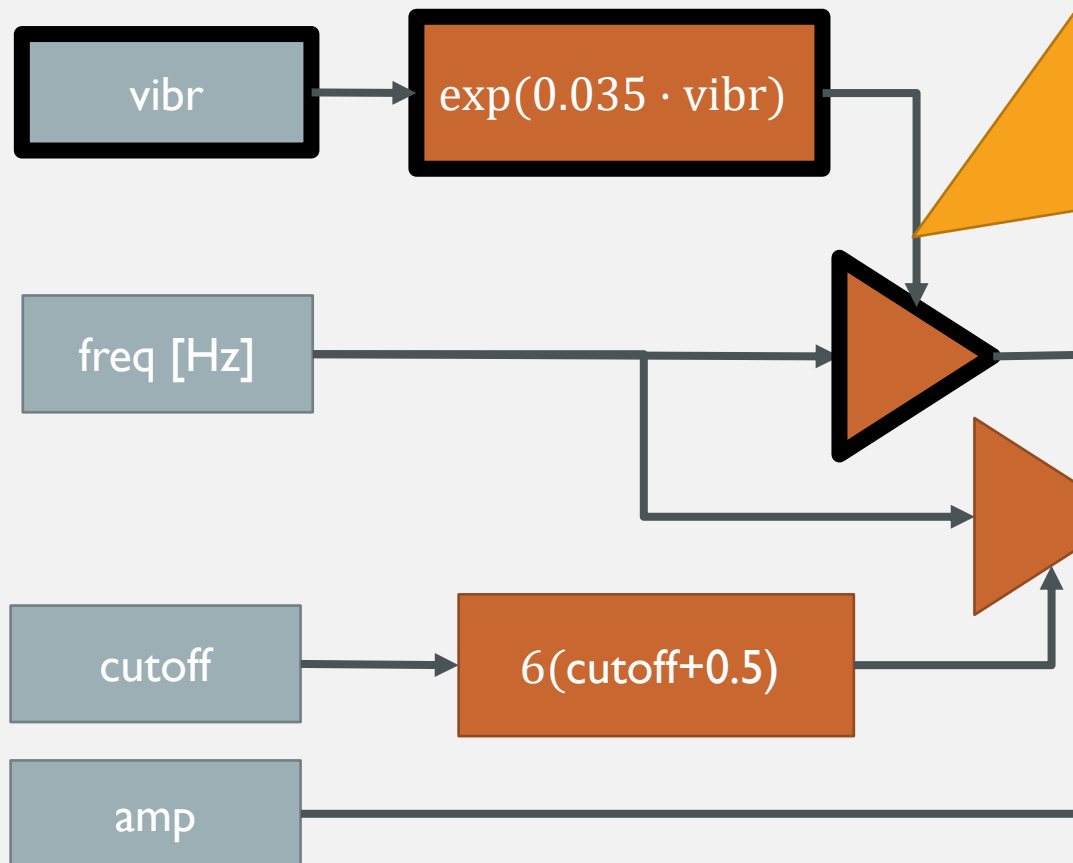 vibr
exp(0.035 · vibr)
freq [Hz]
cutoff
6(cutoff+0.5)
amp